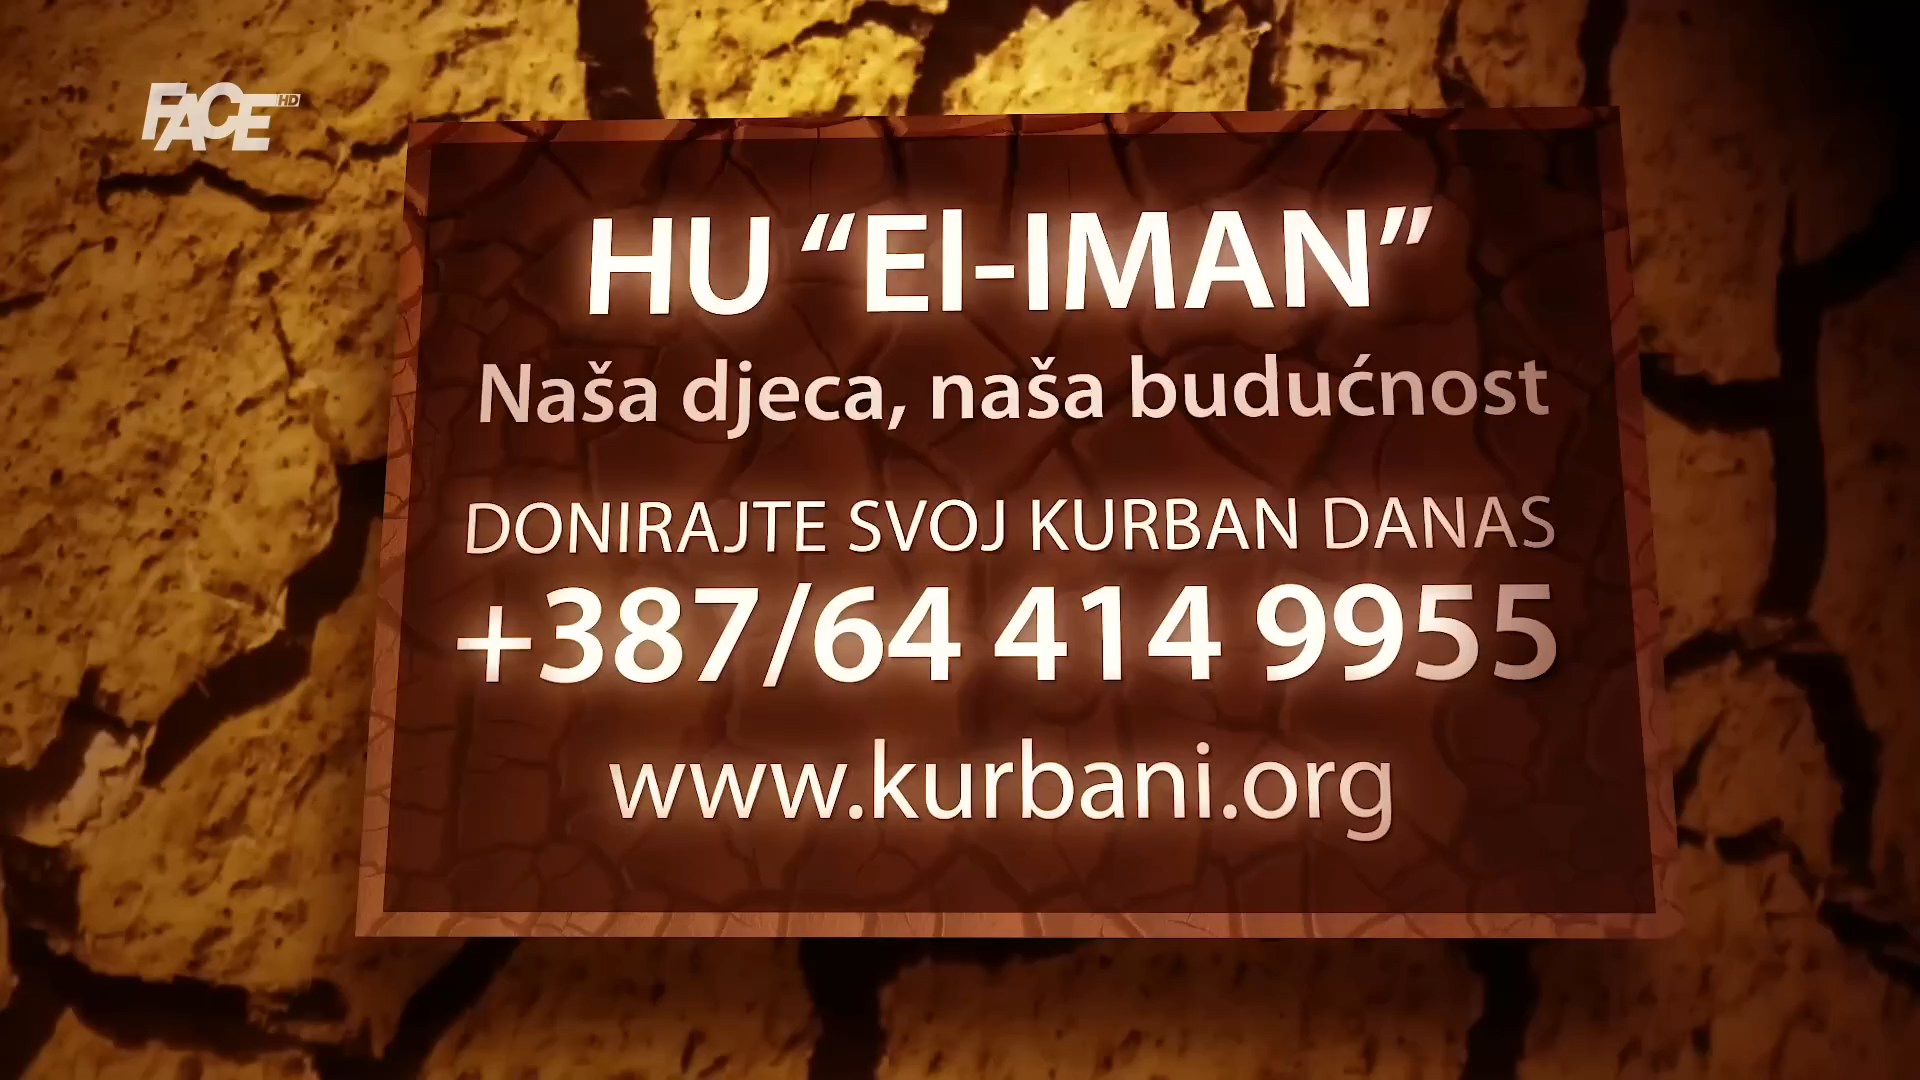 FACE HD
HU “El-IMAN”
Naša djeca, naša budućnost
DONIRAJTE SVOJ KURBAN DANAS
+387/64 414 9955
www.kurbani.org